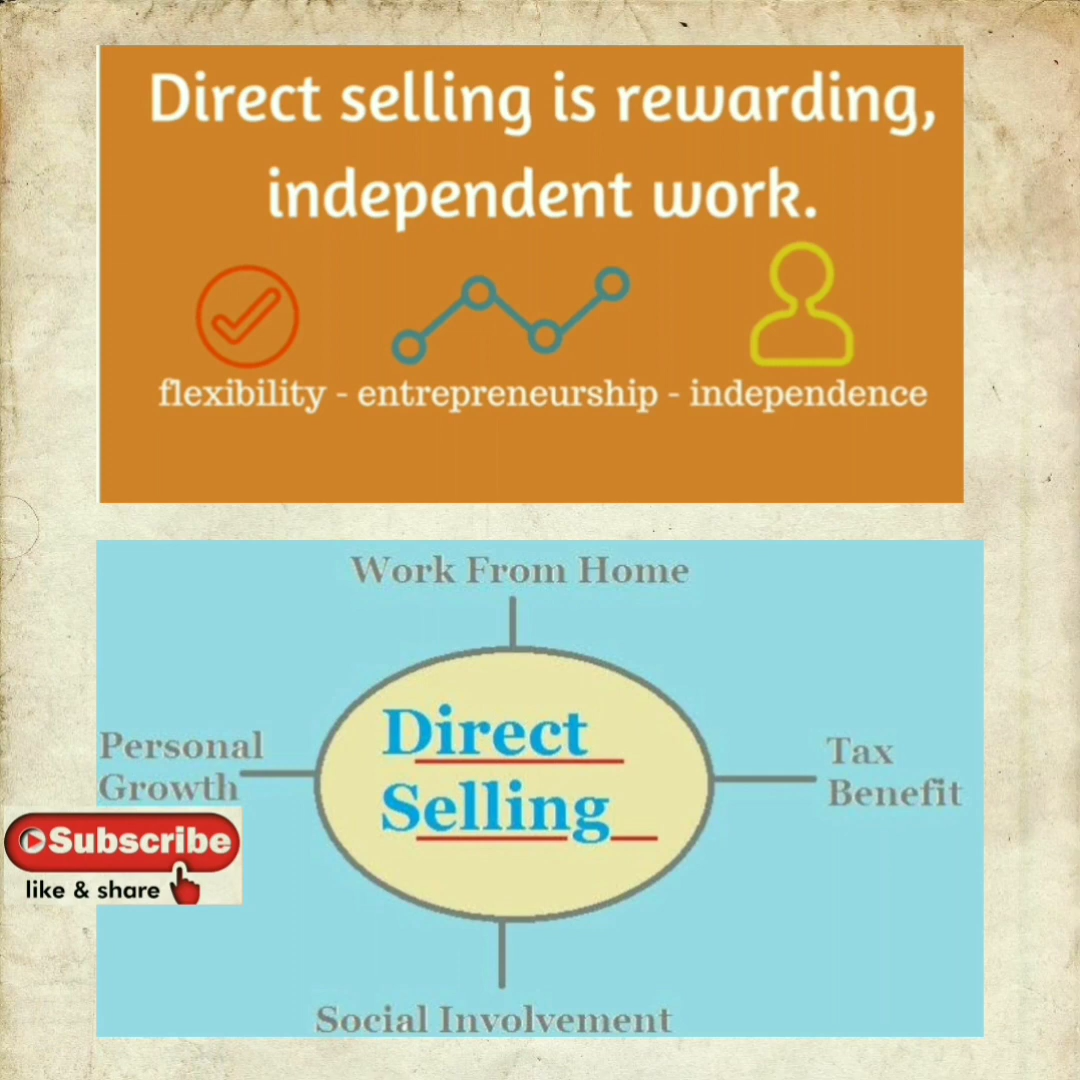 Direct selling is rewarding,
independent work.
flexibility - entrepreneurship - independence
Work From Home
Direct
Selling
Personal
Growth
Tax
Benefit
Subscribe
like & share
Social Involvement